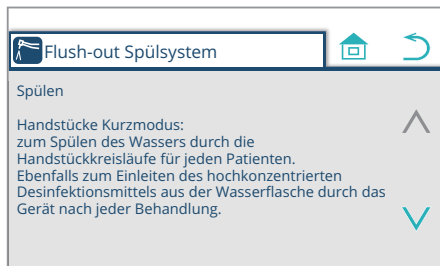 Flush-out Spülsystem
Spülen
Handstücke Kurzmodus:
zum Spülen des Wassers durch die
Handstückkreisläufe für jeden Patienten.
Ebenfalls zum Einleiten des hochkonzentrierten
Desinfektionsmittels aus der Wasserflasche durch das
Gerät nach jeder Behandlung.